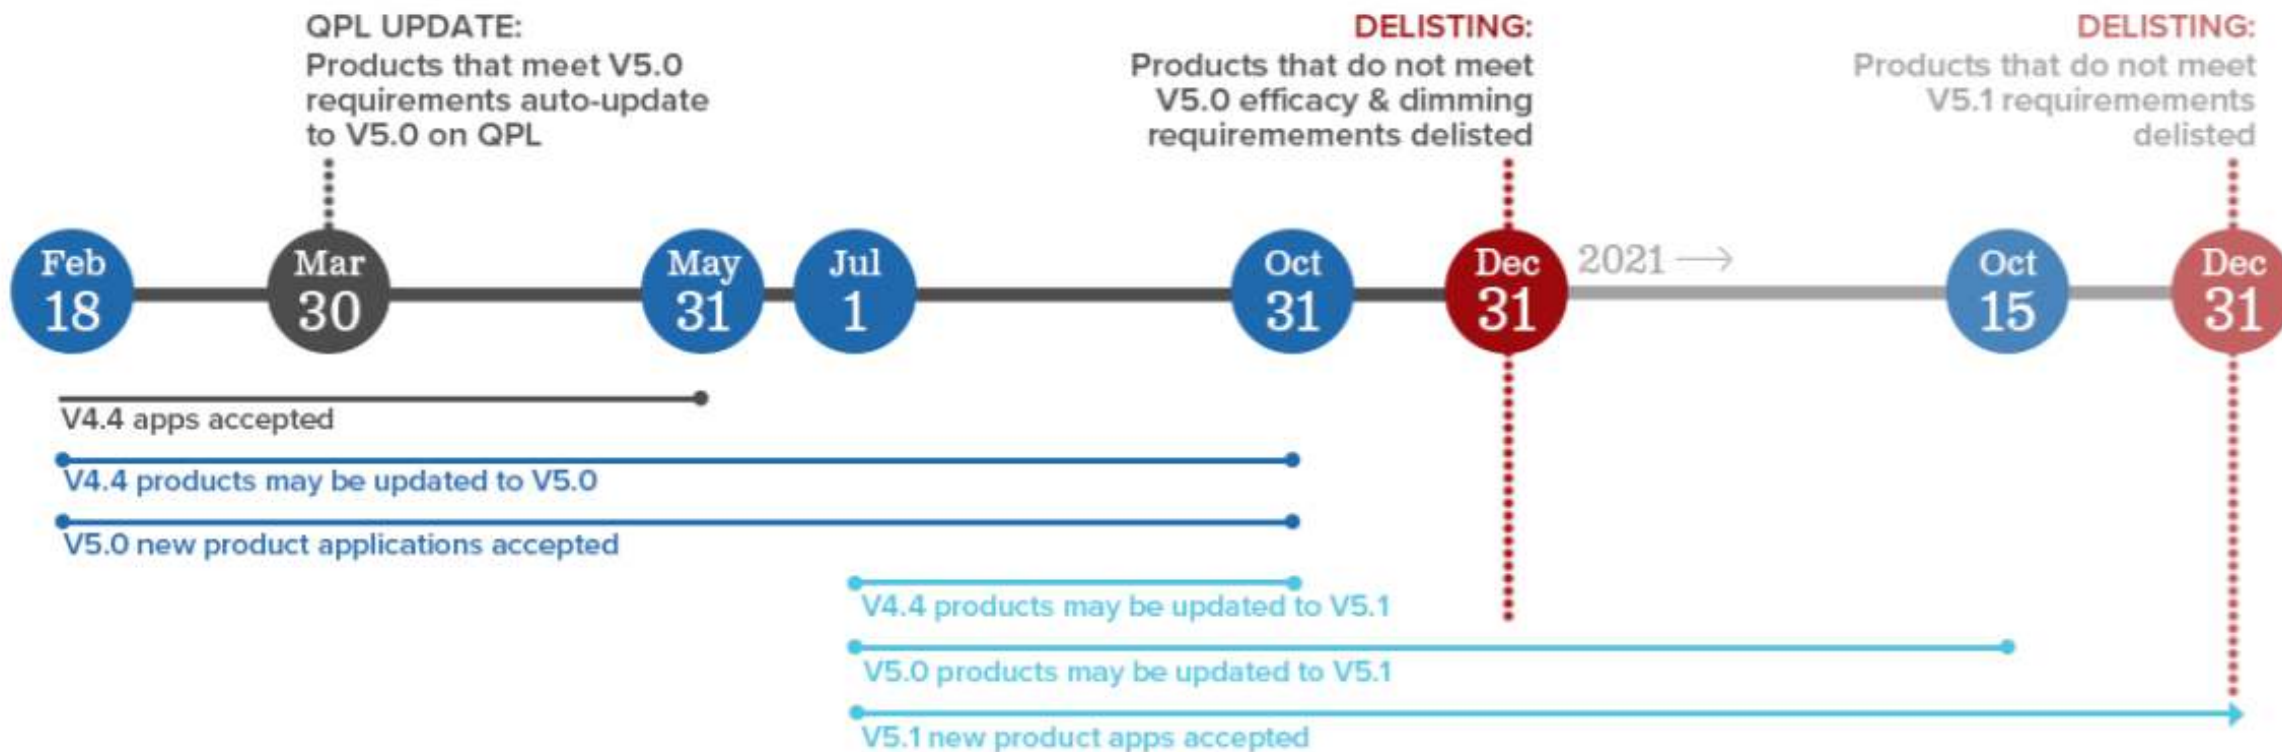 QPL UPDATE:
Products that meet V5.0
requirements auto-update
to V5.0 on QPL
DELISTING:
Products that do not meet
V5.0 efficacy & dimming
requiremements delisted
DELISTING:
Products that do not meet
V5.1 requiremements
delisted
Feb
18
Mar
30
May
31
Jul
1
Oct
31
Dec
31
2021 →
Oct
15
Dec
31
V4.4 apps accepted
V4.4 products may be updated to V5.0
V5.0 new product applications accepted
V4.4 products may be updated to V5.1
V5.0 products may be updated to V5.1
V5.1 new product apps accepted